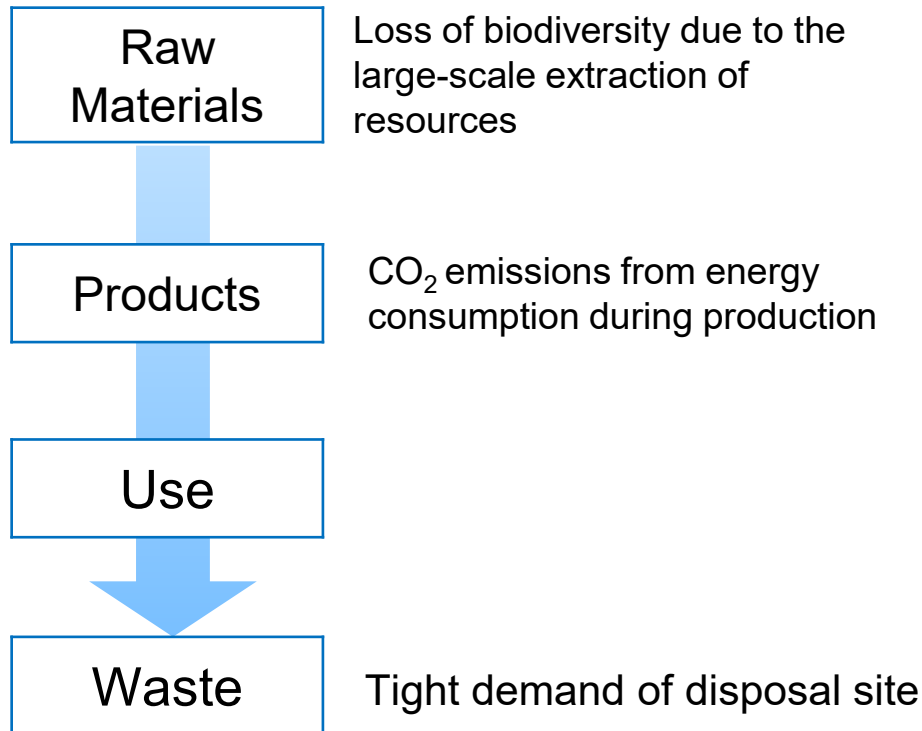 Raw
Materials
Loss of biodiversity due to the
large-scale extraction of
resources
Products
CO₂ emissions from energy
consumption during production
Use
Waste
Tight demand of disposal site